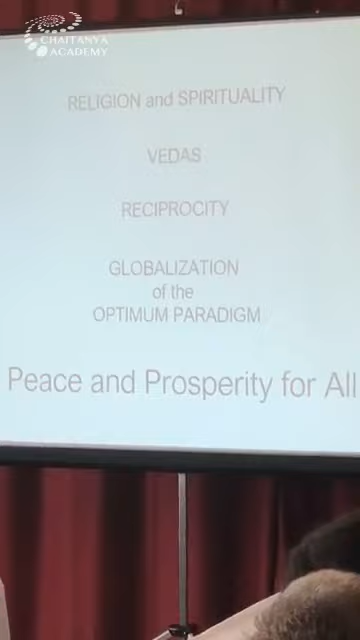 CHAITANYA
ACADEMY
RELIGION and SPIRITUALITY
VEDAS
RECIPROCITY
GLOBALIZATION
of the
OPTIMUM PARADIGM
Peace and Prosperity for All